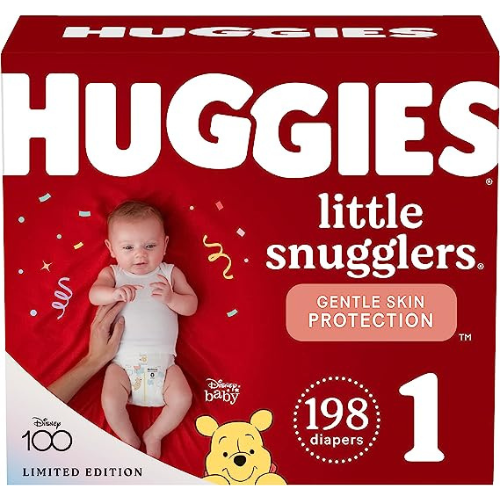 HUGGIES
HUGGIES®
little
snugglers®
GENTLE SKIN
PROTECTION
™
Disney
baby
198
diapers
1
Disney
100
LIMITED EDITION